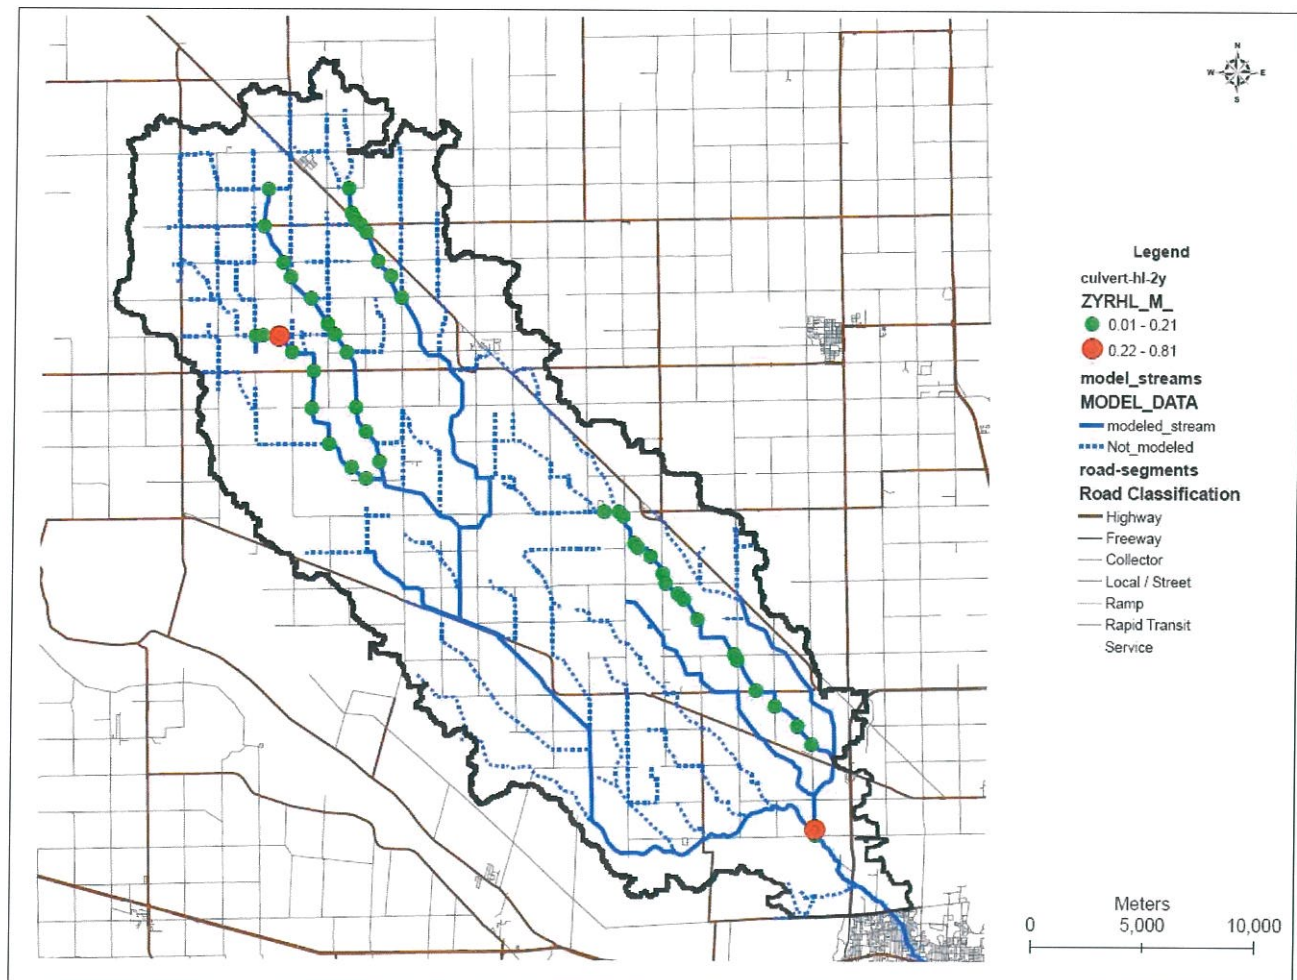 N
W E
S
Legend
culvert-hl-2y
ZYRHL_M_
0.01 - 0.21
0.22 - 0.81
model_streams
MODEL_DATA
modeled_stream
Not_modeled
road-segments
Road Classification
Highway
Freeway
Collector
Local / Street
Ramp
Rapid Transit
Service
Meters
0 5,000 10,000